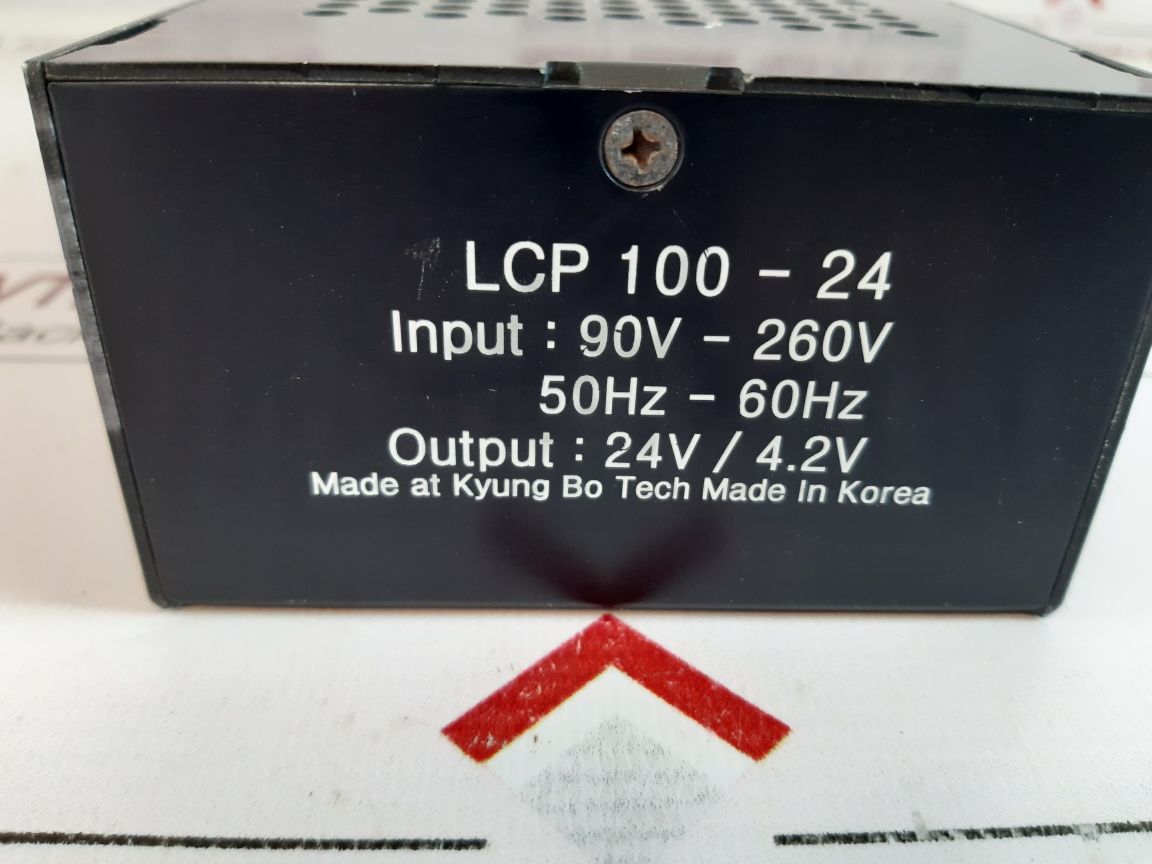 LCP 100 - 24
Input : 90V - 260V
50Hz - 60Hz
Output : 24V / 4.2V
Made at Kyung Bo Tech Made In Korea